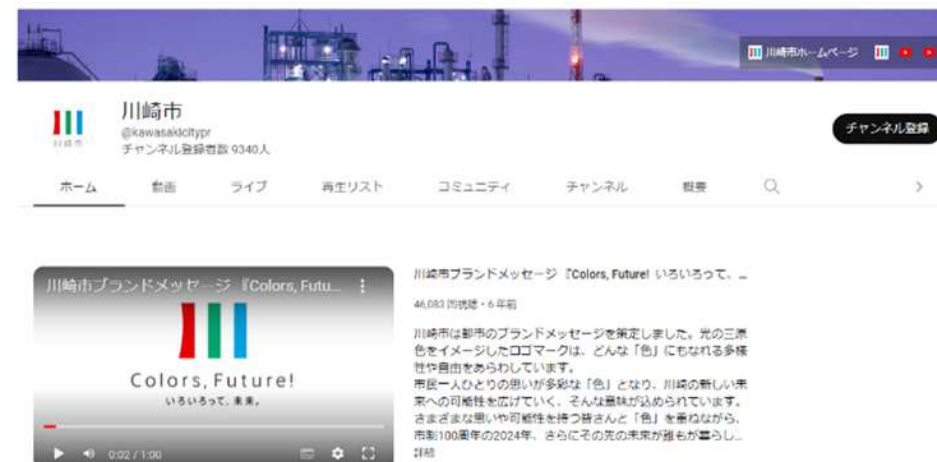 川崎市ホームページ
川崎市
川崎市
@kawasakicitypr
チャンネル登録者数 9340人
チャンネル登録
ホーム 動画 ライブ 再生リスト コミュニティ チャンネル 概要
川崎市ブランドメッセージ『Colors, Futu...
Colors, Future!
いろいろって、未来。
0:02 / 1:00
川崎市ブランドメッセージ『Colors, Future! いろいろって、...
46,083 回視聴・6 年前
川崎市は都市のブランドメッセージを策定しました。光の三原
色をイメージしたロゴマークは、どんな「色」にもなれる多様
性や自由をあらわしています。
市民一人ひとりの思いが多彩な「色」となり、川崎の新しい未
来への可能性を広げていく、そんな意味が込められています。
さまざまな思いや可能性を持つ皆さんと「色」を重ねながら、
市制100周年の2024年、さらにその先の未来が誰もが暮らし...
詳細